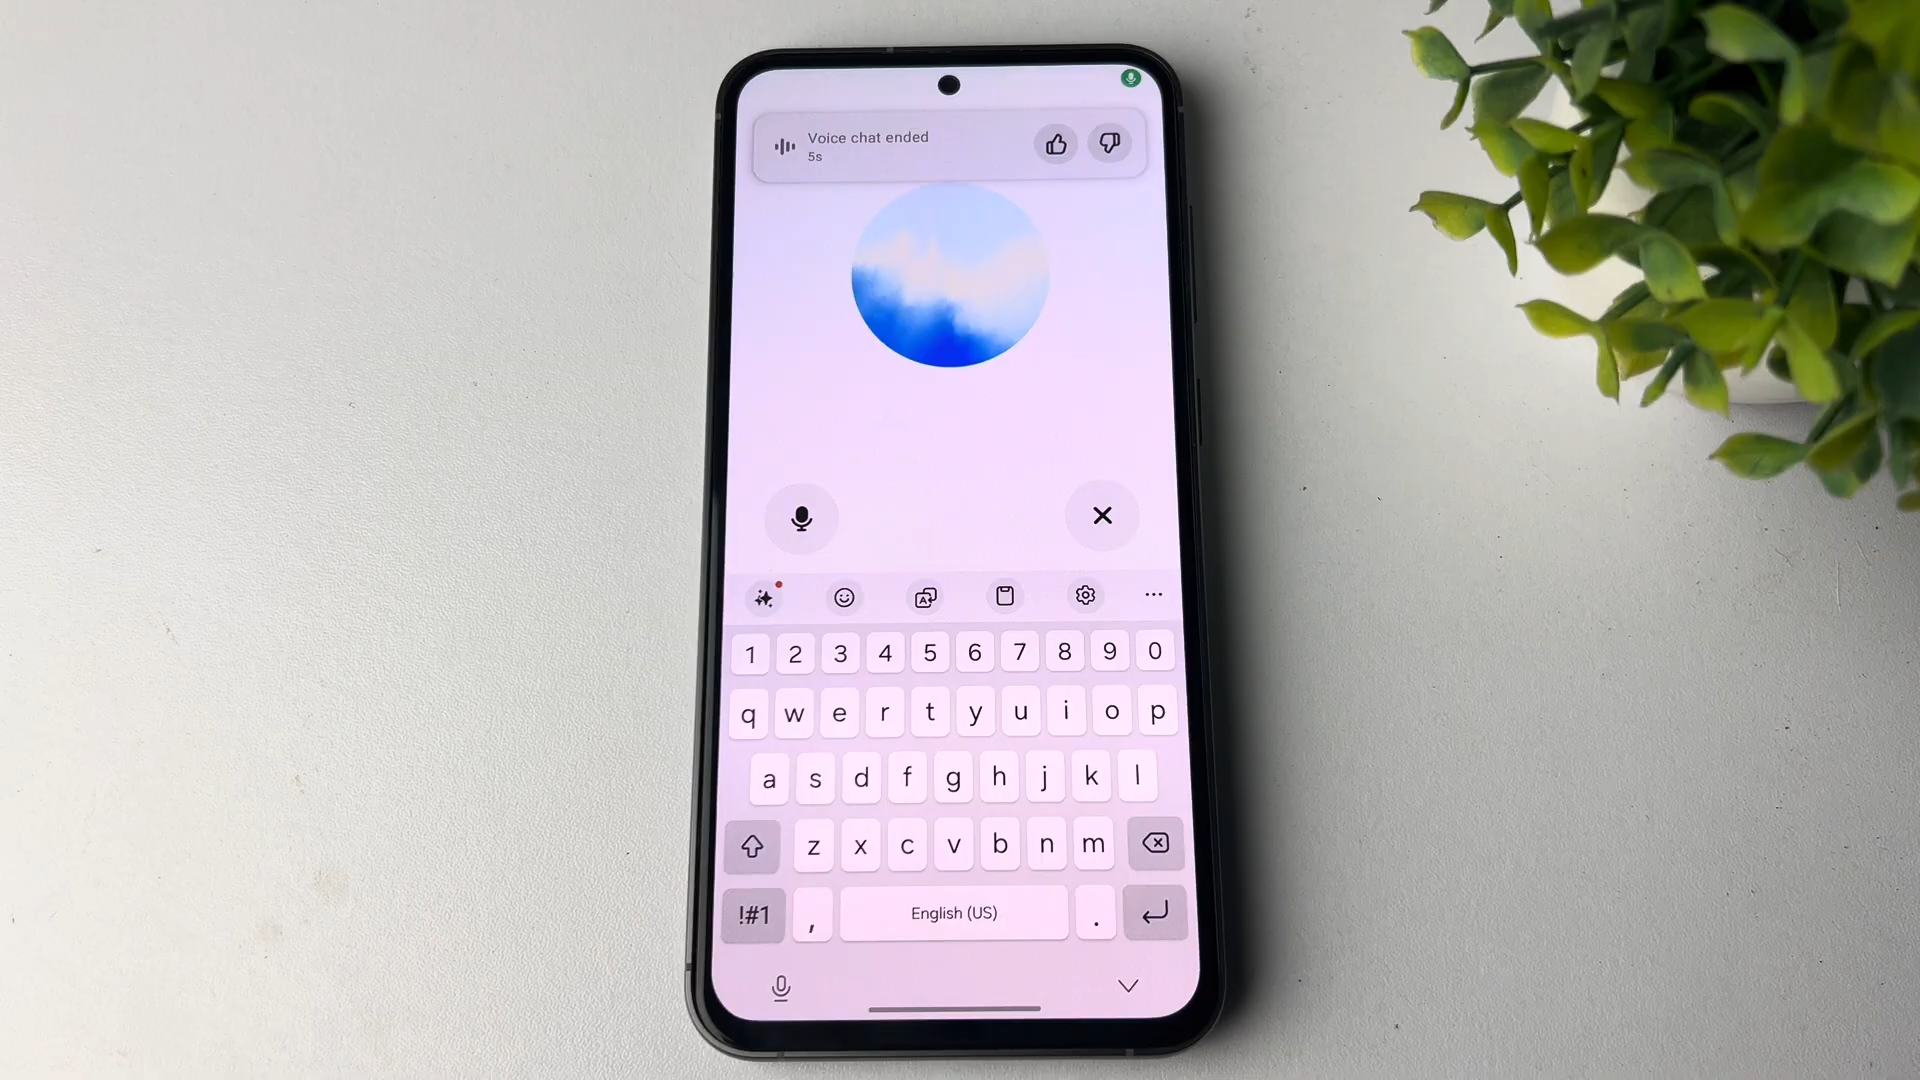 Voice chat ended
5s
1 2 3 4 5 6 7 8 9 0
q w e r t y u i o p
a s d f g h j k l
z x c v b n m
!#1 , English (US) .